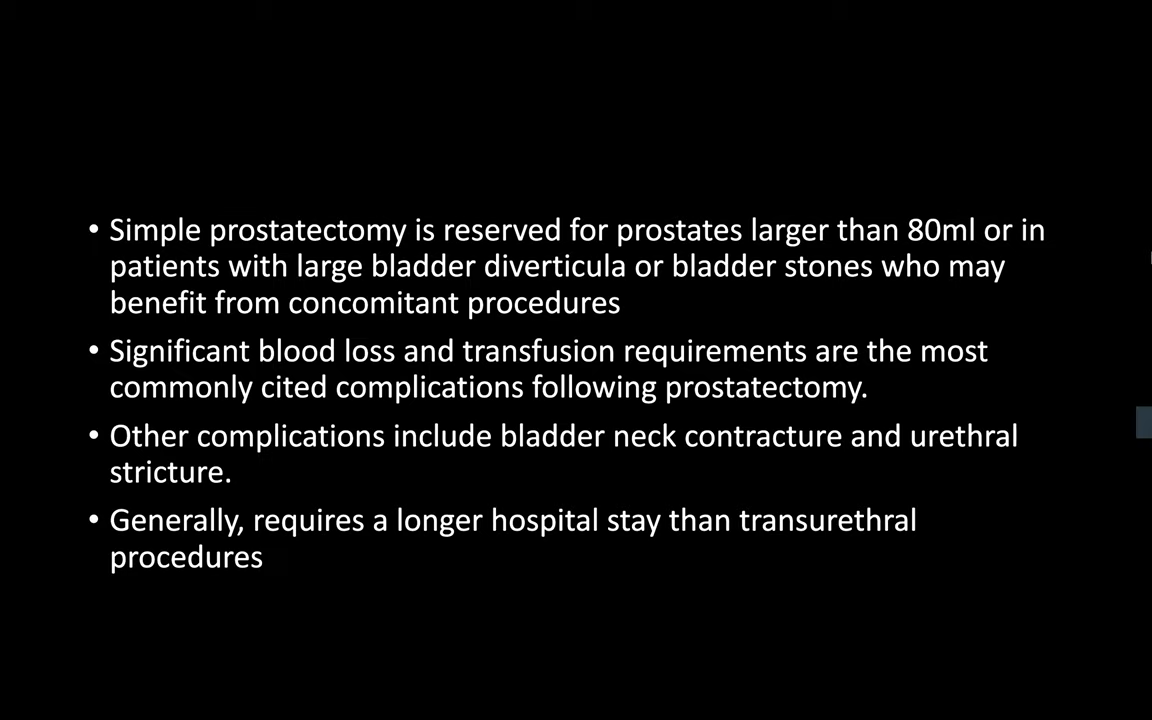 • Simple prostatectomy is reserved for prostates larger than 80ml or in
patients with large bladder diverticula or bladder stones who may
benefit from concomitant procedures
• Significant blood loss and transfusion requirements are the most
commonly cited complications following prostatectomy.
• Other complications include bladder neck contracture and urethral
stricture.
• Generally, requires a longer hospital stay than transurethral
procedures